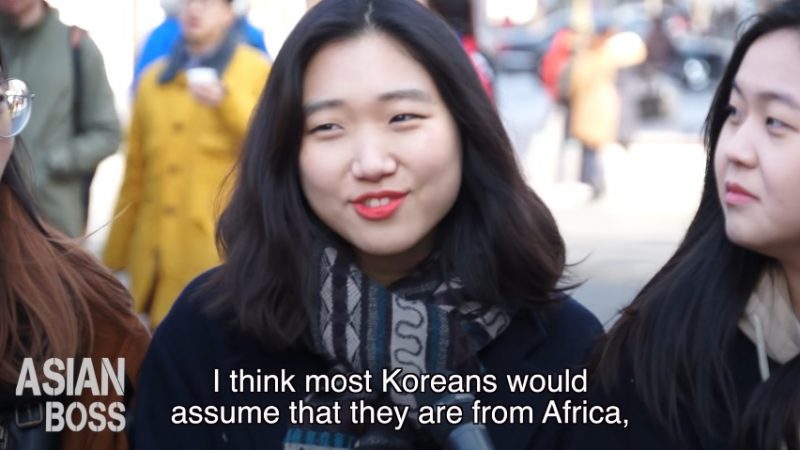 ASIAN
BOSS
I think most Koreans would
assume that they are from Africa,